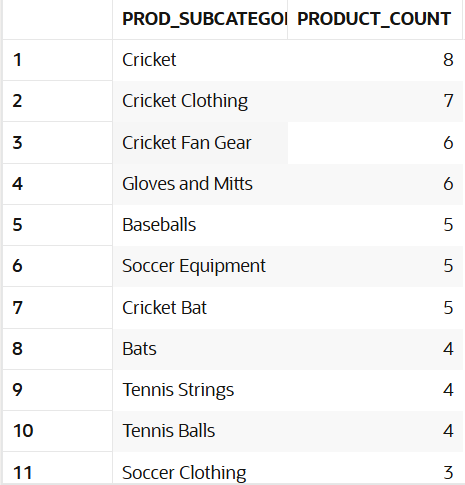 PROD_SUBCATEGO PRODUCT_COUNT
1 Cricket 8
2 Cricket Clothing 7
3 Cricket Fan Gear 6
4 Gloves and Mitts 6
5 Baseballs 5
6 Soccer Equipment 5
7 Cricket Bat 5
8 Bats 4
9 Tennis Strings 4
10 Tennis Balls 4
11 Soccer Clothing 3